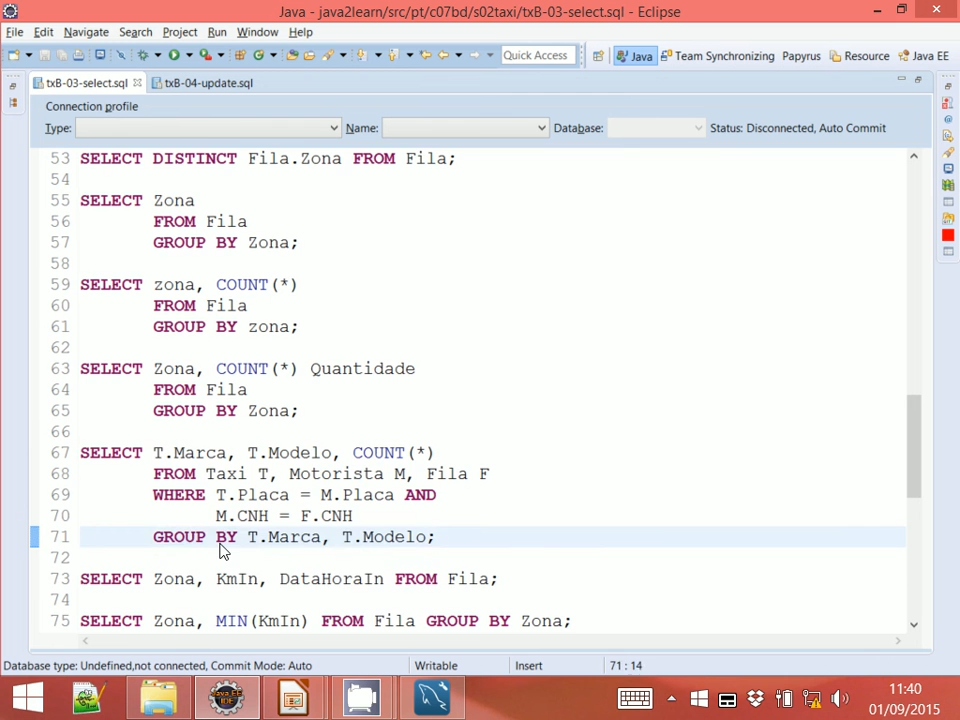 Java - java2learn/src/pt/c07bd/s02taxi/txB-03-select.sql - Eclipse
File Edit Navigate Search Project Run Window Help
Quick Access Java Team Synchronizing Papyrus Resource Java EE
txB-03-select.sql txB-04-update.sql
Connection profile
Type: Name: Database: Status: Disconnected, Auto Commit
53 SELECT DISTINCT Fila.Zona FROM Fila;
54
55 SELECT Zona
56 FROM Fila
57 GROUP BY Zona;
58
59 SELECT zona, COUNT(*)
60 FROM Fila
61 GROUP BY zona;
62
63 SELECT Zona, COUNT(*) Quantidade
64 FROM Fila
65 GROUP BY Zona;
66
67 SELECT T.Marca, T.Modelo, COUNT(*)
68 FROM Taxi T, Motorista M, Fila F
69 WHERE T.Placa = M.Placa AND
70 M.CNH = F.CNH
71 GROUP BY T.Marca, T.Modelo;
72
73 SELECT Zona, KmIn, DataHoraIn FROM Fila;
74
75 SELECT Zona, MIN(KmIn) FROM Fila GROUP BY Zona;
Database type: Undefined,not connected, Commit Mode: Auto Writable Insert 71 : 14
Java EE
IDE
11:40
01/09/2015